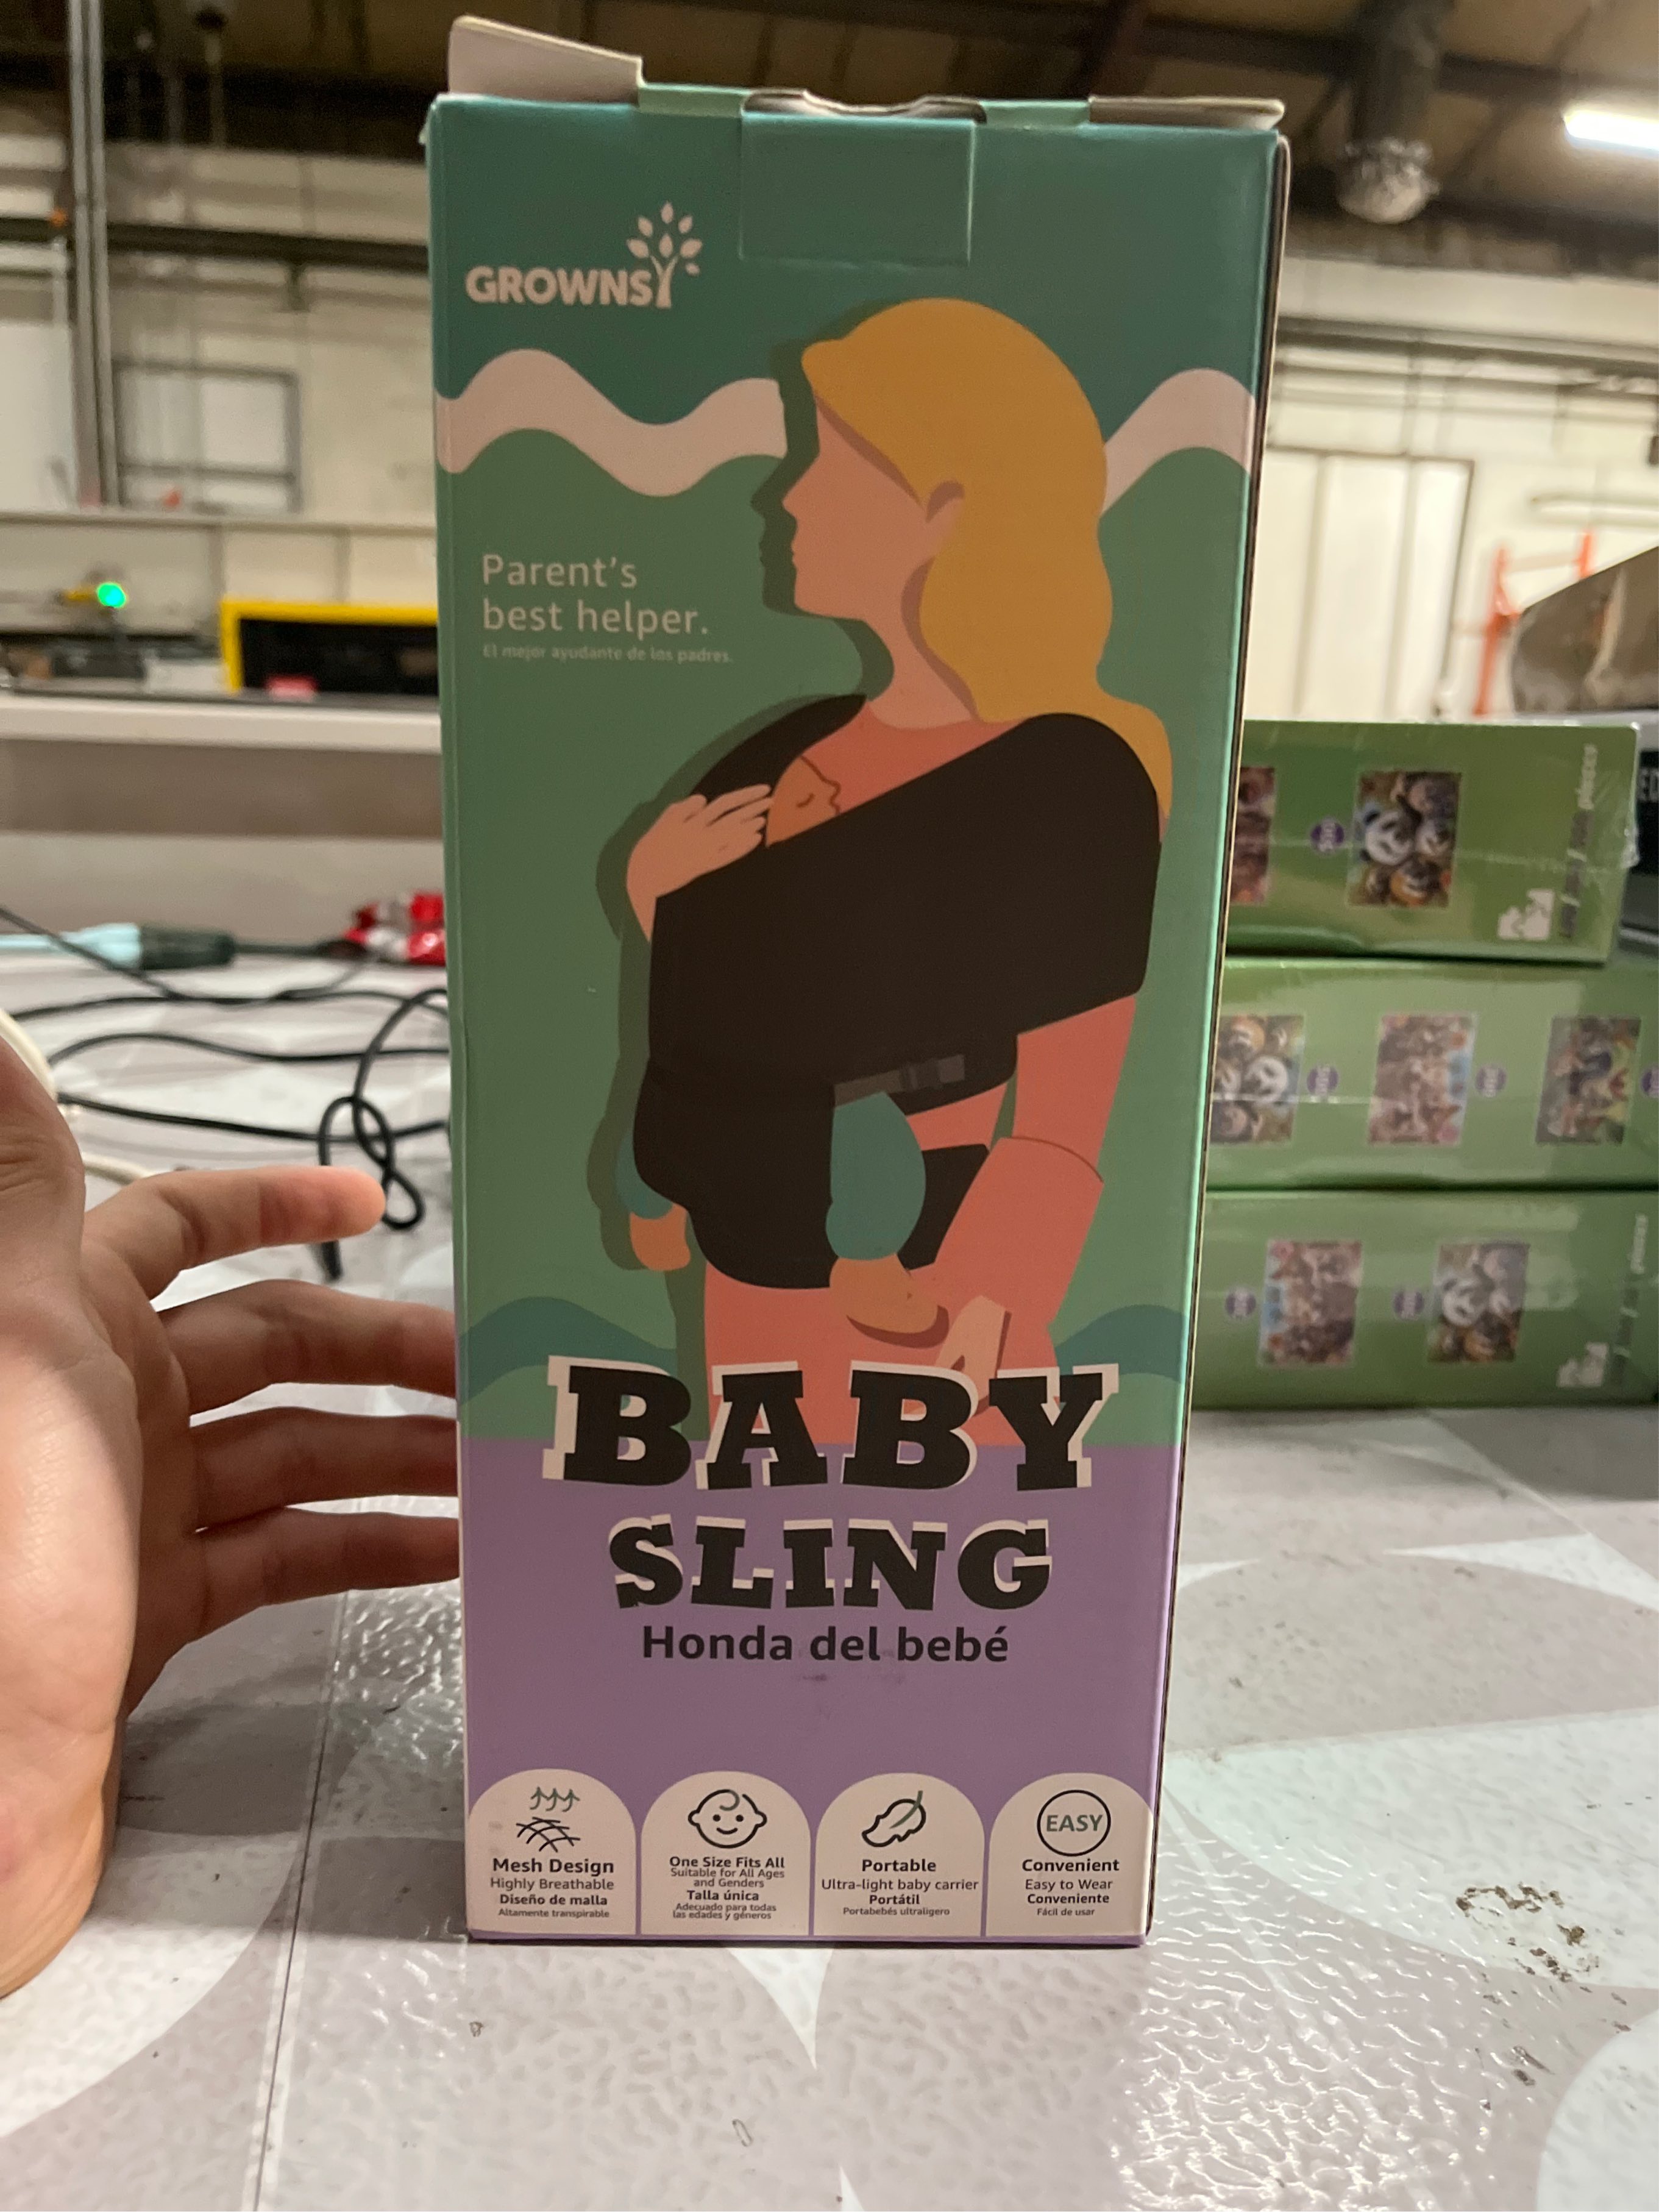 GROWNSY
Parent's
best helper.
El mejor ayudante de los padres.
BABY
SLING
Honda del bebé
Mesh Design
Highly Breathable
Diseño de malla
Altamente transpirable
One Size Fits All
Suitable for All Ages
and Genders
Talla única
Adecuado para todas
las edades y géneros
Portable
Ultra-light baby carrier
Portátil
Portabebés ultraligero
EASY
Convenient
Easy to Wear
Conveniente
Fácil de usar
pieces